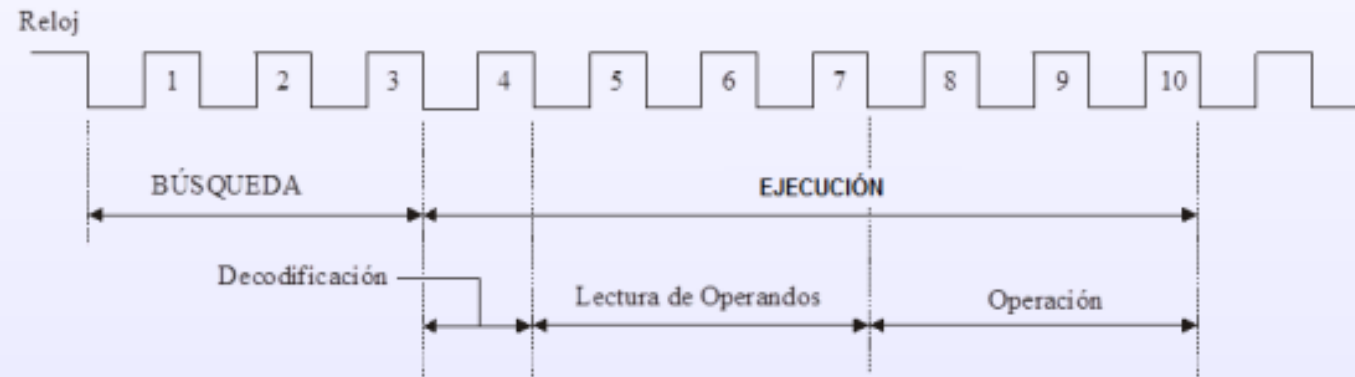 Reloj
1 2 3 4 5 6 7 8 9 10
BÚSQUEDA EJECUCIÓN
Decodificación
Lectura de Operandos Operación